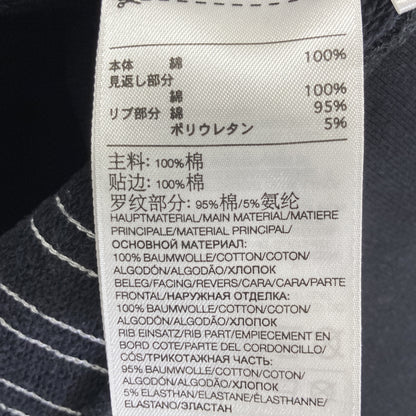 本体 綿 100%
見返し部分
綿 100%
リブ部分 綿 95%
ポリウレタン 5%
主料: 100%棉
贴边: 100%棉
罗纹部分: 95%棉/5%氨纶
HAUPTMATERIAL/MAIN MATERIAL/MATIERE
PRINCIPALE/MATERIAL PRINCIPAL/
ОСНОВНОЙ МАТЕРИАЛ:
100% BAUMWOLLE/COTTON/COTON/
ALGODÓN/ALGODÃO/ХЛОПОК
BELEG/FACING/REVERS/CARA/CARA/PARTE
FRONTAL/НАРУЖНАЯ ОТДЕЛКА:
100% BAUMWOLLE/COTTON/COTON/
ALGODÓN/ALGODÃO/ХЛОПОК
RIB EINSATZ/RIB PART/EMPIECEMENT EN
BORD COTE/PARTE DEL CORDONCILLO/
CÓS/ТРИКОТАЖНАЯ ЧАСТЬ:
95% BAUMWOLLE/COTTON/COTON/
ALGODÓN/ALGODÃO/ХЛОПОК
5% ELASTHAN/ELASTANE/ÉLASTHANNE/
ELASTANO/ЭЛАСТАН